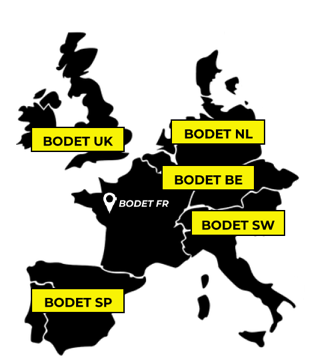 BODET UK
BODET NL
BODET BE
BODET FR
BODET SW
BODET SP